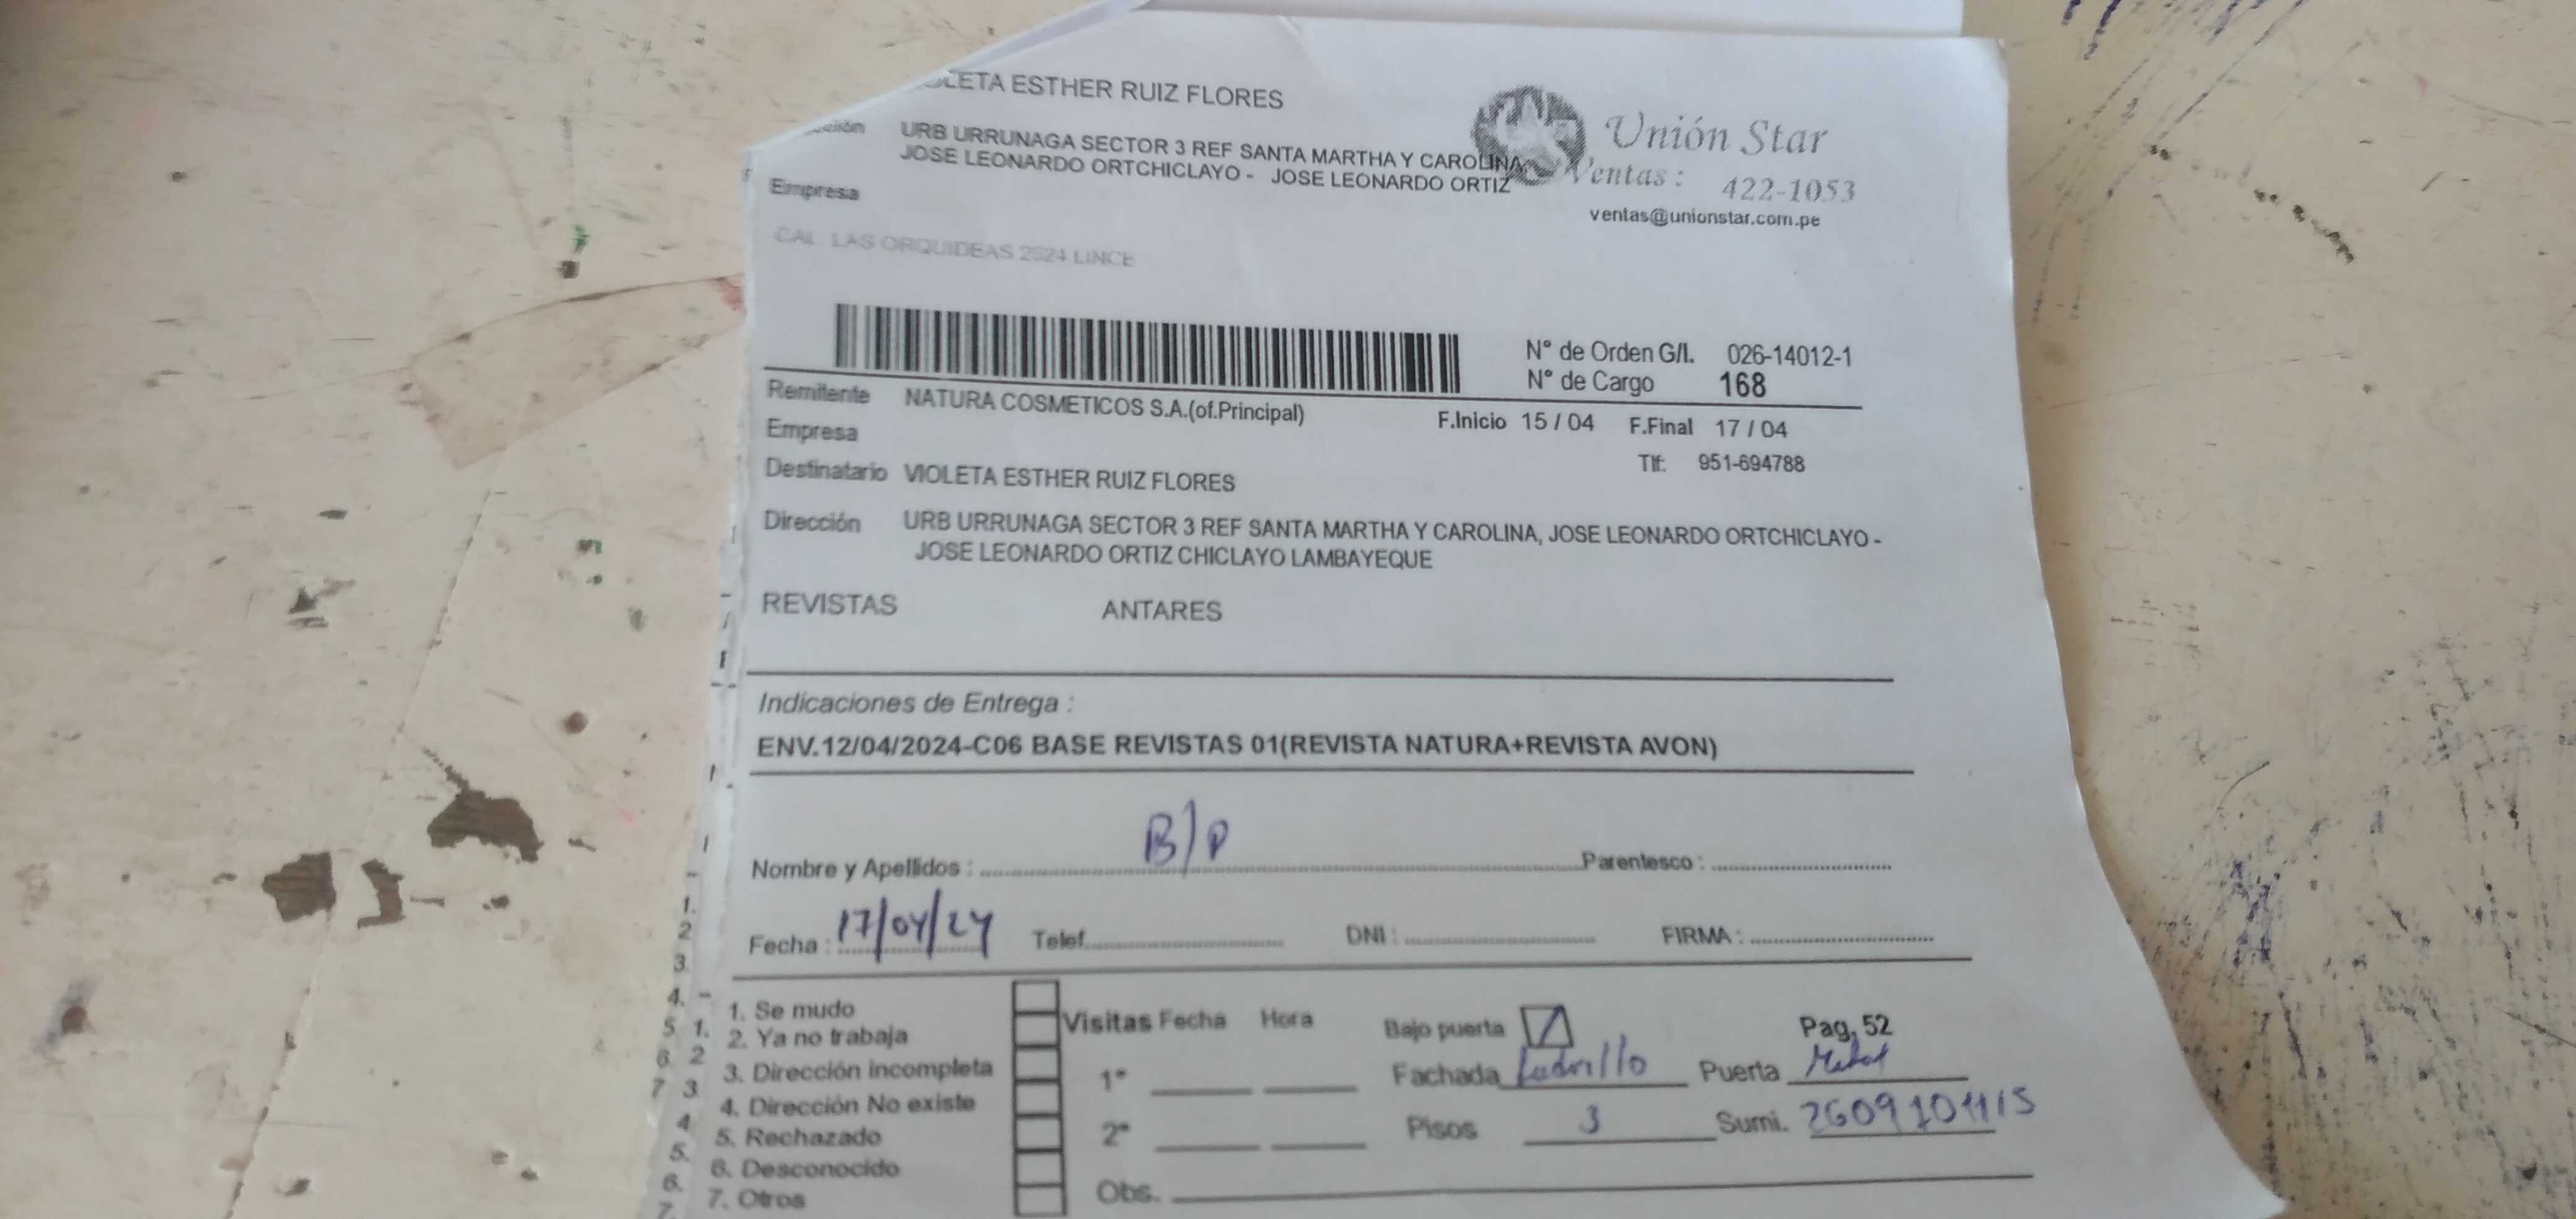 LETA ESTHER RUIZ FLORES
URB URRUNAGA SECTOR 3 REF SANTA MARTHA Y CAROLINA,
JOSE LEONARDO ORTCHICLAYO - JOSE LEONARDO ORTIZ
Empresa
Unión Star
Ventas : 422-1053
ventas@unionstar.com.pe
CAL. LAS ORQUIDEAS 2624 LINCE
N° de Orden G/I. 026-14012-1
N° de Cargo 168
Remitente NATURA COSMETICOS S.A.(of.Principal)
F.Inicio 15 / 04 F.Final 17 / 04
Empresa
Tlf: 951-694788
Destinatario VIOLETA ESTHER RUIZ FLORES
Dirección URB URRUNAGA SECTOR 3 REF SANTA MARTHA Y CAROLINA, JOSE LEONARDO ORTCHICLAYO -
JOSE LEONARDO ORTIZ CHICLAYO LAMBAYEQUE
REVISTAS ANTARES
Indicaciones de Entrega :
ENV.12/04/2024-C06 BASE REVISTAS 01(REVISTA NATURA+REVISTA AVON)
Nombre y Apellidos : B/P Parentesco :
Fecha : 17/04/24 Telef. DNI : FIRMA :
1. Se mudo
2. Ya no trabaja
3. Dirección incompleta
4. Dirección No existe
5. Rechazado
6. Desconocido
7. Otros
Visitas Fecha Hora
1°
2°
Obs.
Bajo puerta
Pag. 52
Fachada Ladrillo Puerta Metal
Pisos 3 Sumi.